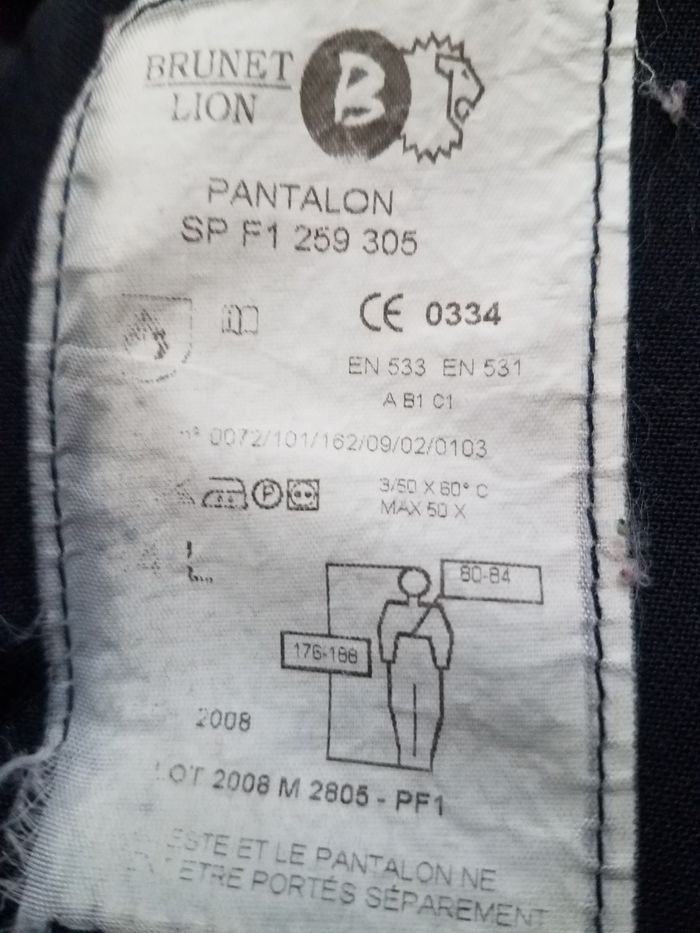 BRUNET
LION
B
PANTALON
SP F1 259 305
CE 0334
EN 533 EN 531
A B1 C1
n° 0072/101/162/09/02/0103
P
3/50 X 60° C
MAX 50 X
L
80-84
176-188
2008
LOT 2008 M 2805 - PF1
ET LE PANTALON NE
ETRE PORTÉS SÉPAREMENT